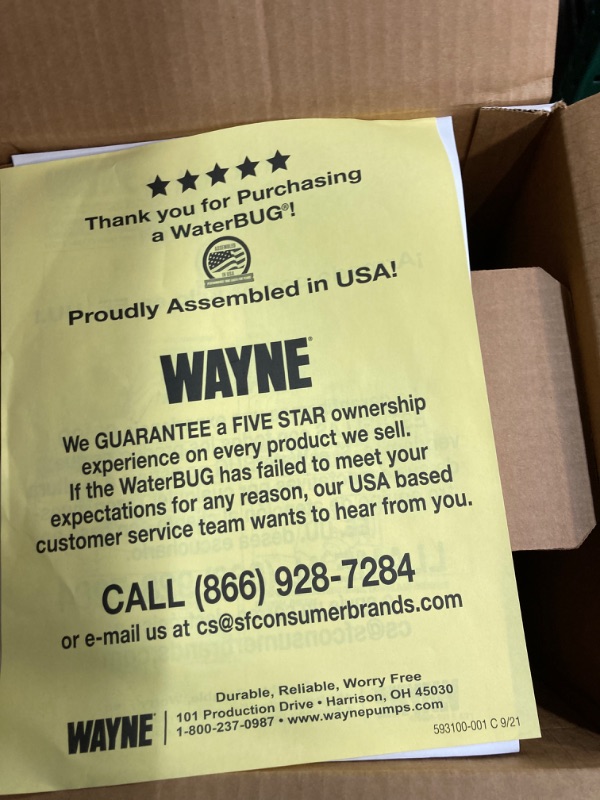 Thank you for Purchasing
a WaterBUG®!
ASSEMBLED
IN USA
Proudly Assembled in USA!
WAYNE®
We GUARANTEE a FIVE STAR ownership
experience on every product we sell.
If the WaterBUG has failed to meet your
expectations for any reason, our USA based
customer service team wants to hear from you.
CALL (866) 928-7284
or e-mail us at cs@sfconsumerbrands.com
Durable, Reliable, Worry Free
WAYNE
101 Production Drive • Harrison, OH 45030
1-800-237-0987 • www.waynepumps.com
593100-001 C 9/21